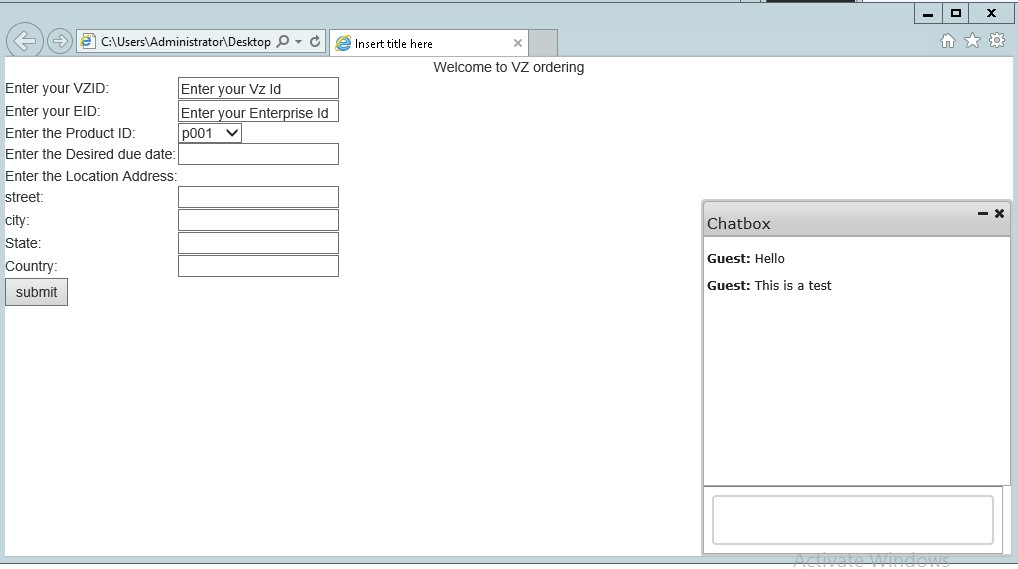 C:\Users\Administrator\Desktop
Insert title here
Welcome to VZ ordering
Enter your VZID: Enter your Vz Id
Enter your EID: Enter your Enterprise Id
Enter the Product ID: p001
Enter the Desired due date:
Enter the Location Address:
street:
city:
State:
Country:
submit
Chatbox
Guest: Hello
Guest: This is a test
Activate Windows